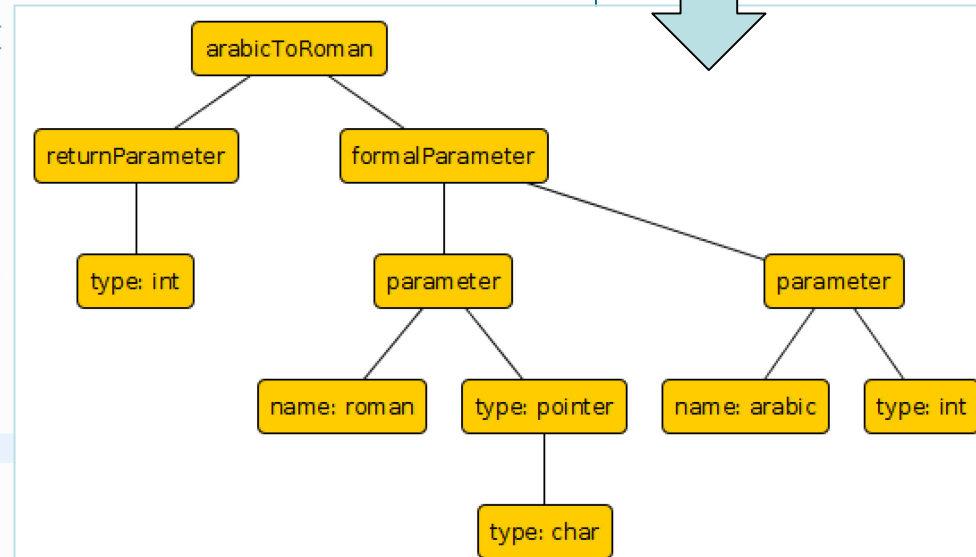 arabicToRoman
returnParameter
formalParameter
type: int
parameter
parameter
name: roman
type: pointer
name: arabic
type: int
type: char